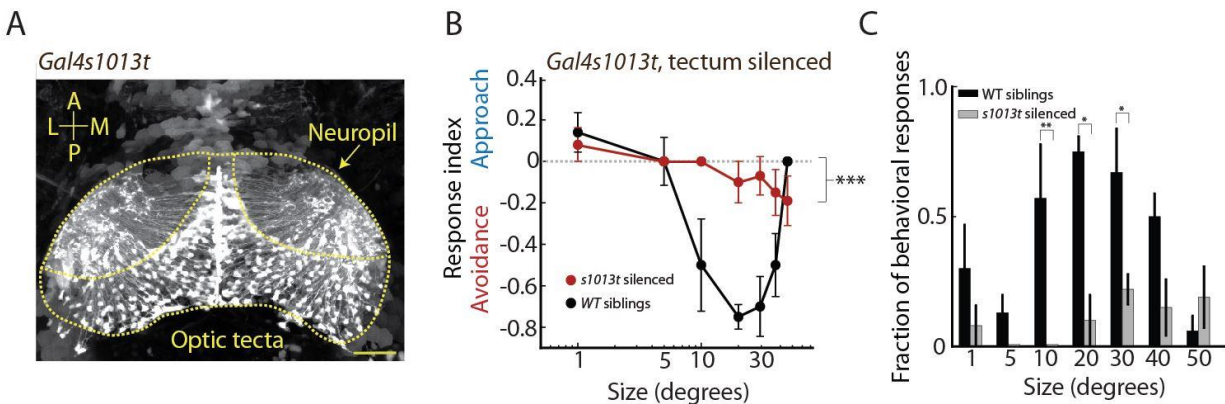 A
Gal4s1013t
A
L M
P
Neuropil
Optic tecta
B
Gal4s1013t, tectum silenced
Response index
Avoidance Approach
0.4
0.2
0
-0.2
-0.4
-0.6
-0.8
***
s1013t silenced
WT siblings
1 5 10 30
Size (degrees)
C
Fraction of behavioral responses
1.0
0.5
0
WT siblings
s1013t silenced
** * *
1 5 10 20 30 40 50
Size (degrees)